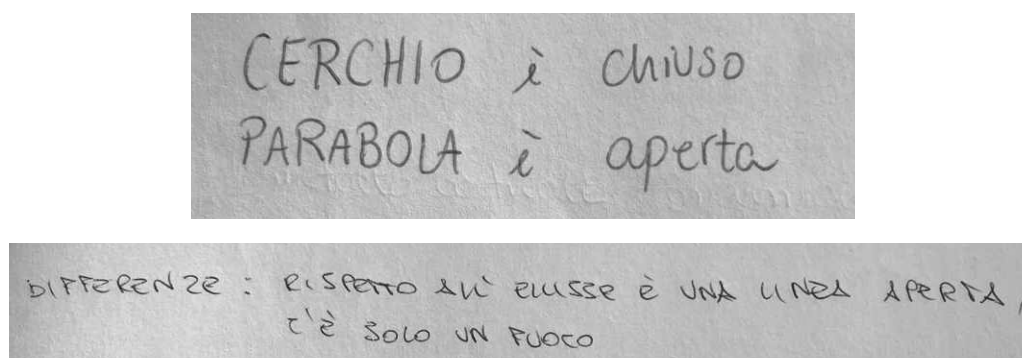 CERCHIO è chiuso
PARABOLA è aperta
DIFFERENZE : RISPETTO ALL' ELLISSE È UNA LINEA APERTA,
C'È SOLO UN FUOCO